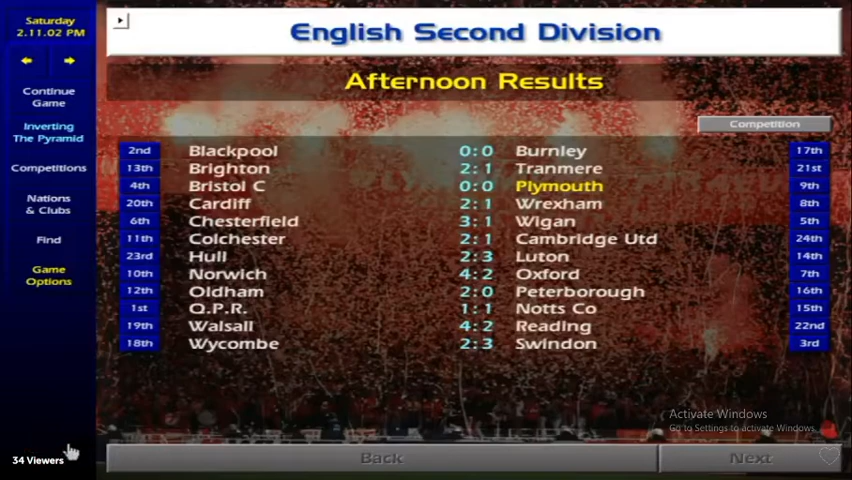 Saturday
2.11.02 PM
English Second Division
Afternoon Results
Continue
Game
Inverting
The Pyramid
Competitions
Nations
& Clubs
Find
Game
Options
Competition
2nd Blackpool 0:0 Burnley 17th
13th Brighton 2:1 Tranmere 21st
4th Bristol C 0:0 Plymouth 9th
20th Cardiff 2:1 Wrexham 8th
6th Chesterfield 3:1 Wigan 5th
11th Colchester 2:1 Cambridge Utd 24th
23rd Hull 2:3 Luton 14th
10th Norwich 4:2 Oxford 7th
12th Oldham 2:0 Peterborough 16th
1st Q.P.R. 1:1 Notts Co 15th
19th Walsall 4:2 Reading 22nd
18th Wycombe 2:3 Swindon 3rd
Activate Windows
Go to Settings to activate Windows.
34 Viewers
Back
Next